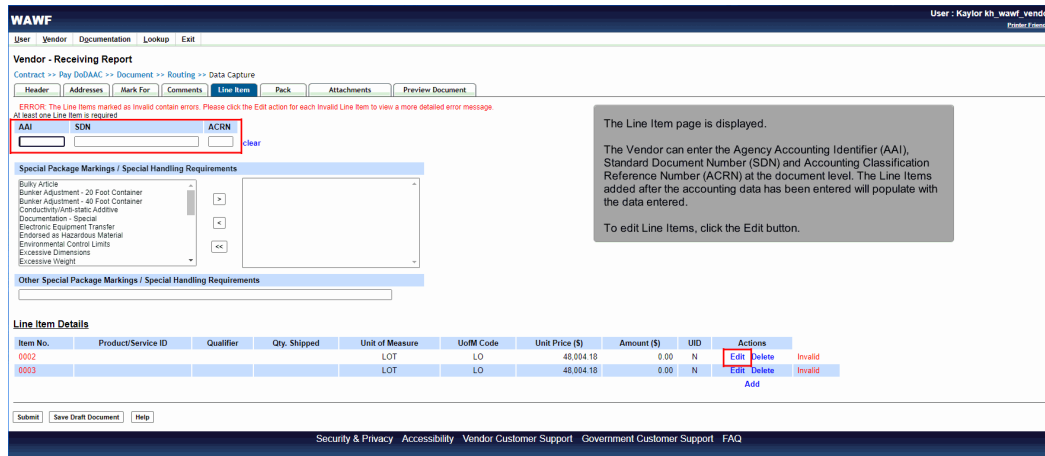 User : Kaylor kh_wawf_vendo
WAWF
Printer Frien
User Vendor Documentation Lookup Exit
Vendor - Receiving Report
Contract >> Pay DoDAAC >> Document >> Routing >> Data Capture
Header Addresses Mark For Comments Line Item Pack Attachments Preview Document
ERROR: The Line Items marked as Invalid contain errors. Please click the Edit action for each Invalid Line Item to view a more detailed error message.
At least one Line Item is required
AAI SDN ACRN
clear
The Line Item page is displayed.
The Vendor can enter the Agency Accounting Identifier (AAI),
Standard Document Number (SDN) and Accounting Classification
Reference Number (ACRN) at the document level. The Line Items
added after the accounting data has been entered will populate with
the data entered.
To edit Line Items, click the Edit button.
Special Package Markings / Special Handling Requirements
Bulky Article
Bunker Adjustment - 20 Foot Container
Bunker Adjustment - 40 Foot Container
Conductivity/Anti-static Additive
Documentation - Special
Electronic Equipment Transfer
Endorsed as Hazardous Material
Environmental Control Limits
Excessive Dimensions
Excessive Weight
>
<
<<
Other Special Package Markings / Special Handling Requirements
Line Item Details
Item No. Product/Service ID Qualifier Qty. Shipped Unit of Measure UofM Code Unit Price ($) Amount ($) UID Actions
0002 LOT LO 48,004.18 0.00 N Edit Delete Invalid
0003 LOT LO 48,004.18 0.00 N Edit Delete Invalid
Add
Submit Save Draft Document Help
Security & Privacy Accessibility Vendor Customer Support Government Customer Support FAQ